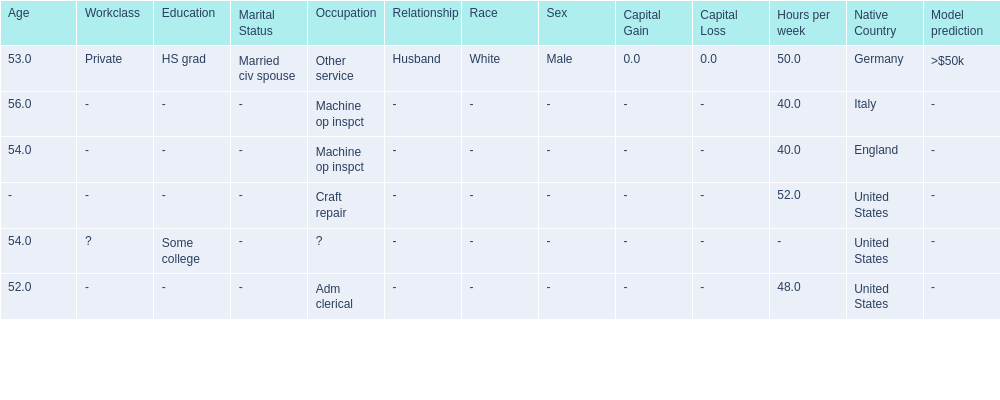 Age Workclass Education Marital Status Occupation Relationship Race Sex Capital Gain Capital Loss Hours per week Native Country Model prediction
53.0 Private HS grad Married civ spouse Other service Husband White Male 0.0 0.0 50.0 Germany >$50k
56.0 - - - Machine op inspct - - - - - 40.0 Italy -
54.0 - - - Machine op inspct - - - - - 40.0 England -
- - - - Craft repair - - - - - 52.0 United States -
54.0 ? Some college - ? - - - - - - United States -
52.0 - - - Adm clerical - - - - - 48.0 United States -